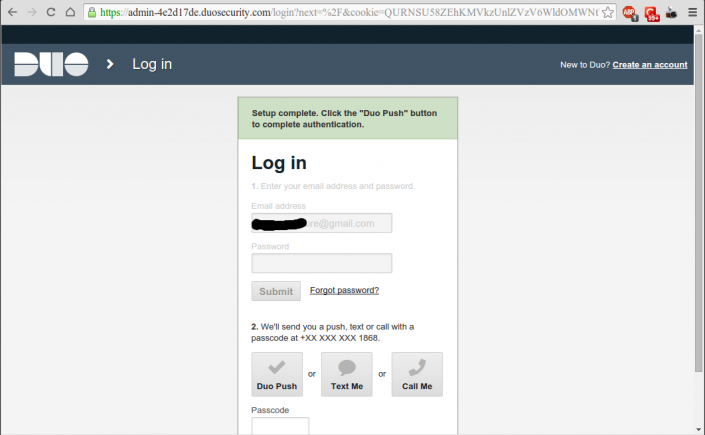 https://admin-4e2d17de.duosecurity.com/login?next=%2F&cookie=
ABP
1
99+
DUO
Log in
New to Duo? Create an account
Setup complete. Click the "Duo Push" button
to complete authentication.
Log in
1. Enter your email address and password.
Email address
re@gmail.com
Password
Submit
Forgot password?
2. We'll send you a push, text or call with a
passcode at +XX XXX XXX 1868.
Duo Push
or
Text Me
or
Call Me
Passcode